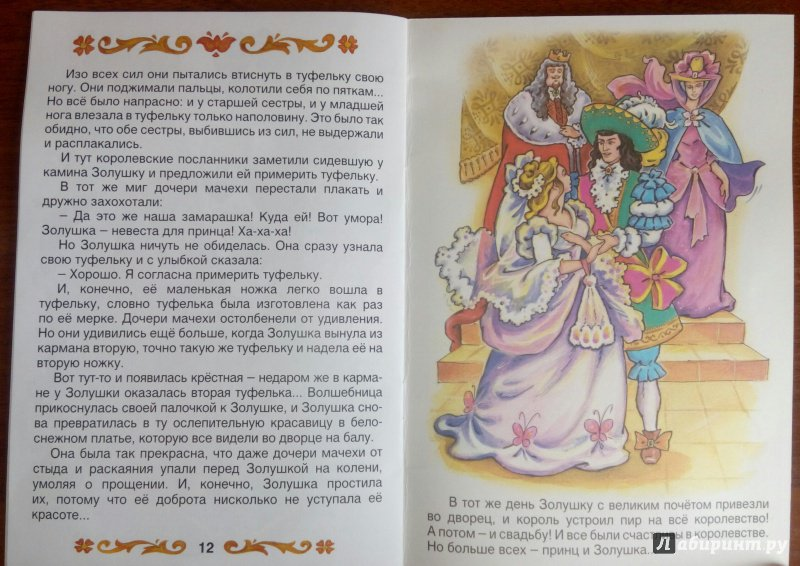 Изо всех сил они пытались втиснуть в туфельку свою
ногу. Они поджимали пальцы, колотили себя по пяткам...
Но всё было напрасно: и у старшей сестры, и у младшей
нога влезала в туфельку только наполовину. Это было так
обидно, что обе сестры, выбившись из сил, не выдержали
и расплакались.
И тут королевские посланники заметили сидевшую у
камина Золушку и предложили ей примерить туфельку.
В тот же миг дочери мачехи перестали плакать и
дружно захохотали:
– Да это же наша замарашка! Куда ей! Вот умора!
Золушка – невеста для принца! Ха-ха-ха!
Но Золушка ничуть не обиделась. Она сразу узнала
свою туфельку и с улыбкой сказала:
– Хорошо. Я согласна примерить туфельку.
И, конечно, её маленькая ножка легко вошла в
туфельку, словно туфелька была изготовлена как раз
по её мерке. Дочери мачехи остолбенели от удивления.
Но они удивились ещё больше, когда Золушка вынула из
кармана вторую, точно такую же туфельку и надела её на
вторую ножку.
Вот тут-то и появилась крёстная – недаром же в карма-
не у Золушки оказалась вторая туфелька... Волшебница
прикоснулась своей палочкой к Золушке, и Золушка сно-
ва превратилась в ту ослепительную красавицу в бело-
снежном платье, которую все видели во дворце на балу.
Она была так прекрасна, что даже дочери мачехи от
стыда и раскаяния упали перед Золушкой на колени,
умоляя о прощении. И, конечно, Золушка простила
их, потому что её доброта нисколько не уступала её
красоте...
12
В тот же день Золушку с великим почётом привезли
во дворец, и король устроил пир на всё королевство!
А потом – и свадьбу! И все были счастливы в королевстве.
Но больше всех – принц и Золушка.
Лабиринт.ру